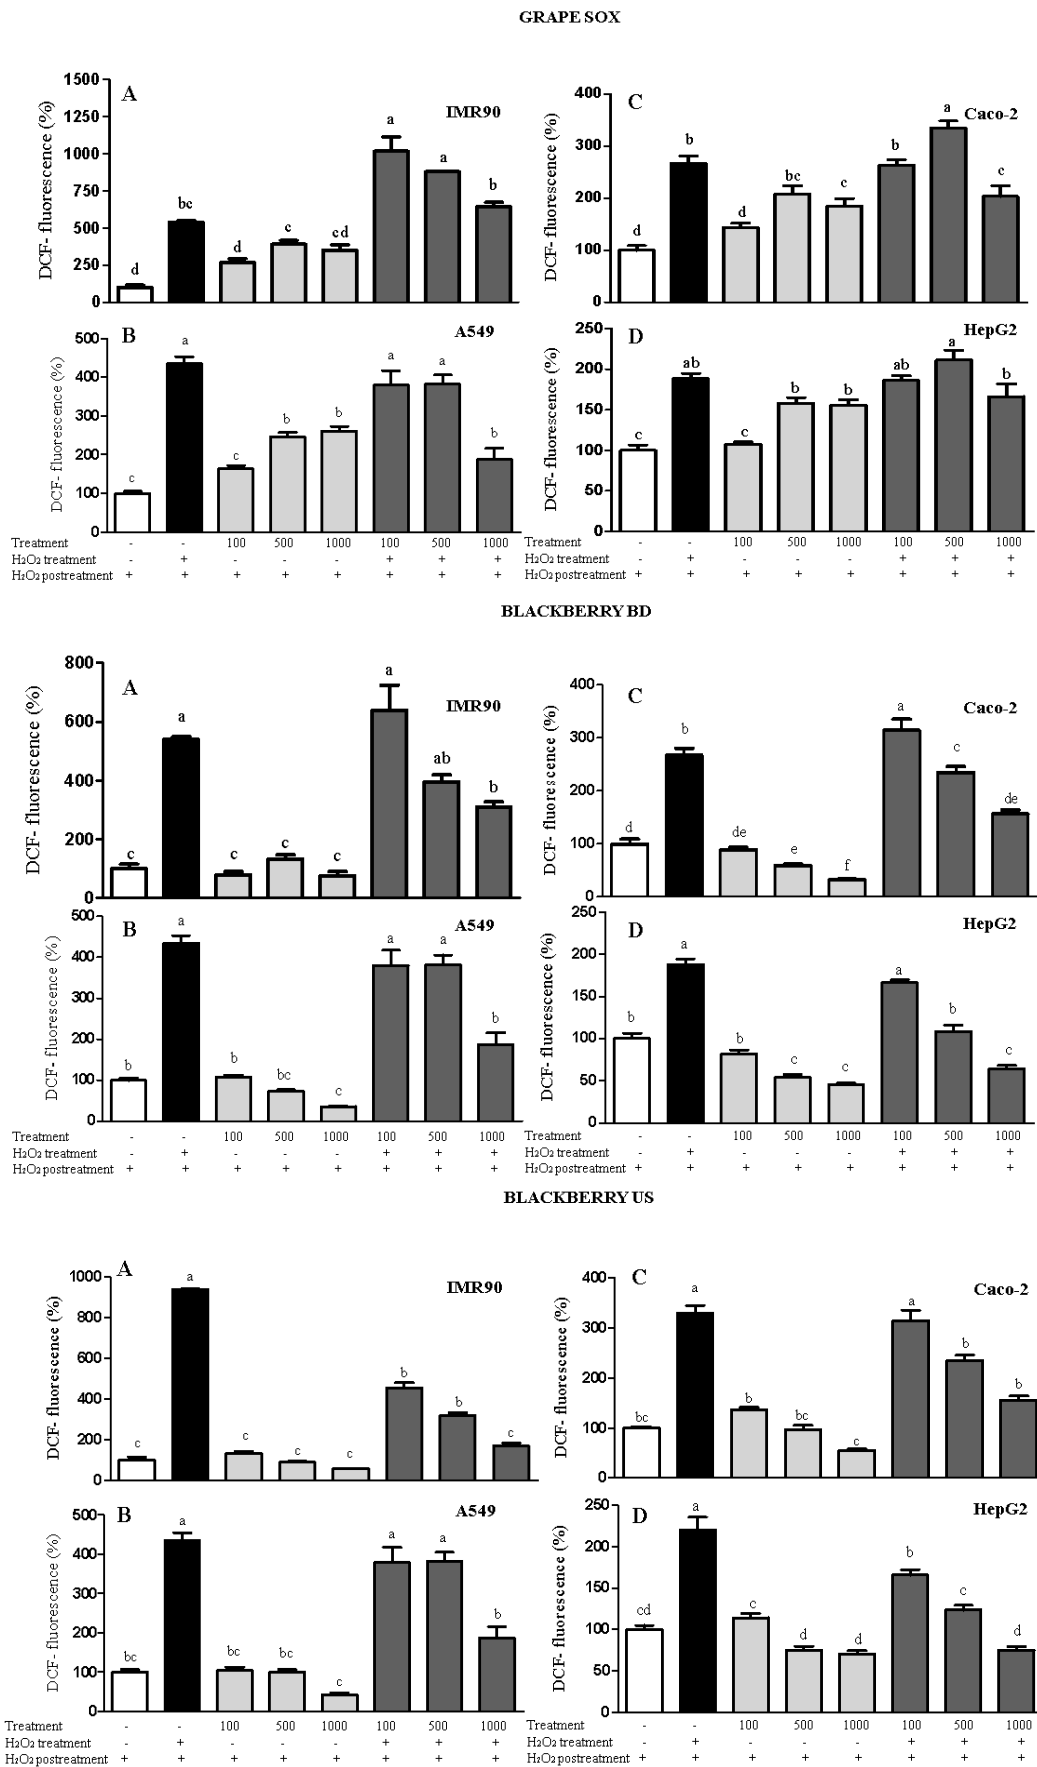 GRAPE SOX
A
IMR90
DCF- fluorescence (%)
1500
1250
1000
750
500
250
0
d
bc
d
c
cd
a
a
b
C
Caco-2
DCF- fluorescence (%)
400
300
200
100
0
d
b
d
bc
c
b
a
c
B
A549
DCF- fluorescence (%)
500
400
300
200
100
0
c
a
c
b
b
a
a
b
D
HepG2
DCF- fluorescence (%)
250
200
150
100
50
0
c
ab
c
b
b
ab
a
b
Treatment - - 100 500 1000 100 500 1000
H₂O₂ treatment - + - - - + + +
H₂O₂ postreatment + + + + + + + +
Treatment - - 100 500 1000 100 500 1000
H₂O₂ treatment - + - - - + + +
H₂O₂ postreatment + + + + + + + +
BLACKBERRY BD
A
IMR90
DCF- fluorescence (%)
800
600
400
200
0
c
a
c
c
c
a
ab
b
C
Caco-2
DCF- fluorescence (%)
400
300
200
100
0
d
b
de
e
f
a
c
de
B
A549
DCF- fluorescence (%)
500
400
300
200
100
0
b
a
b
bc
c
a
a
b
D
HepG2
DCF- fluorescence (%)
250
200
150
100
50
0
b
a
b
c
c
a
b
c
Treatment - - 100 500 1000 100 500 1000
H₂O₂ treatment - + - - - + + +
H₂O₂ postreatment + + + + + + + +
Treatment - - 100 500 1000 100 500 1000
H₂O₂ treatment - + - - - + + +
H₂O₂ postreatment + + + + + + + +
BLACKBERRY US
A
IMR90
DCF- fluorescence (%)
1000
800
600
400
200
0
c
a
c
c
c
b
b
c
C
Caco-2
DCF- fluorescence (%)
400
300
200
100
0
bc
a
b
bc
c
a
b
b
B
A549
DCF- fluorescence (%)
500
400
300
200
100
0
bc
a
bc
bc
c
a
a
b
D
HepG2
DCF- fluorescence (%)
250
200
150
100
50
0
cd
a
c
d
d
b
c
d
Treatment - - 100 500 1000 100 500 1000
H₂O₂ treatment - + - - - + + +
H₂O₂ postreatment + + + + + + + +
Treatment - - 100 500 1000 100 500 1000
H₂O₂ treatment - + - - - + + +
H₂O₂ postreatment + + + + + + + +